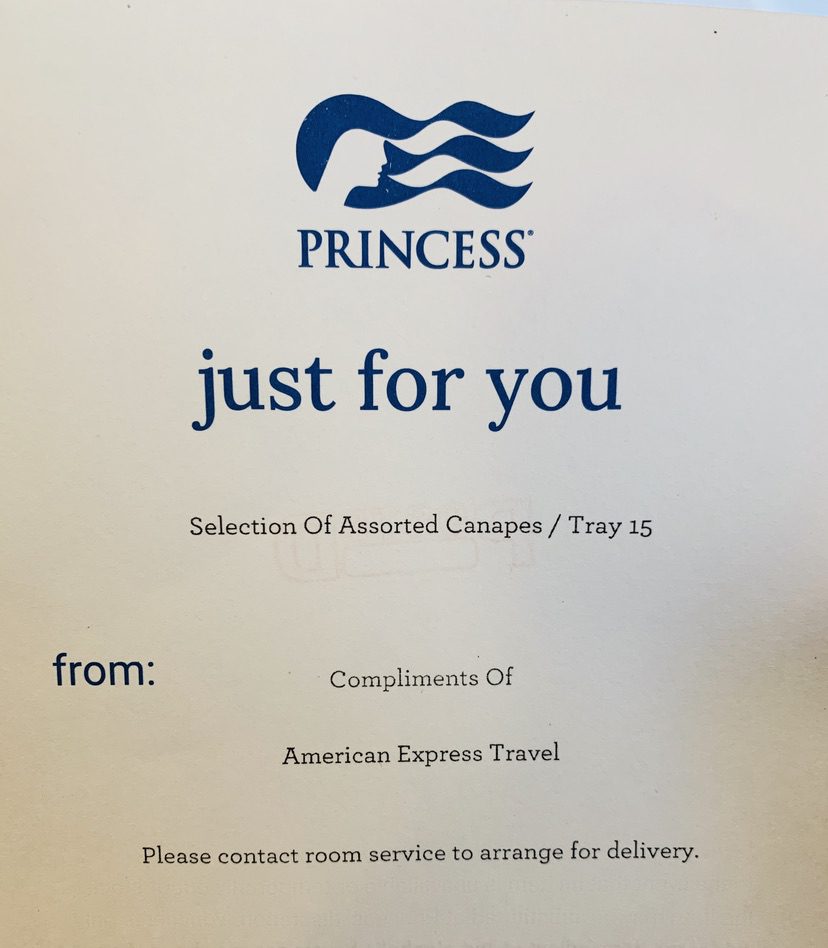 PRINCESS®
just for you
Selection Of Assorted Canapes / Tray 15
from:
Compliments Of
American Express Travel
Please contact room service to arrange for delivery.